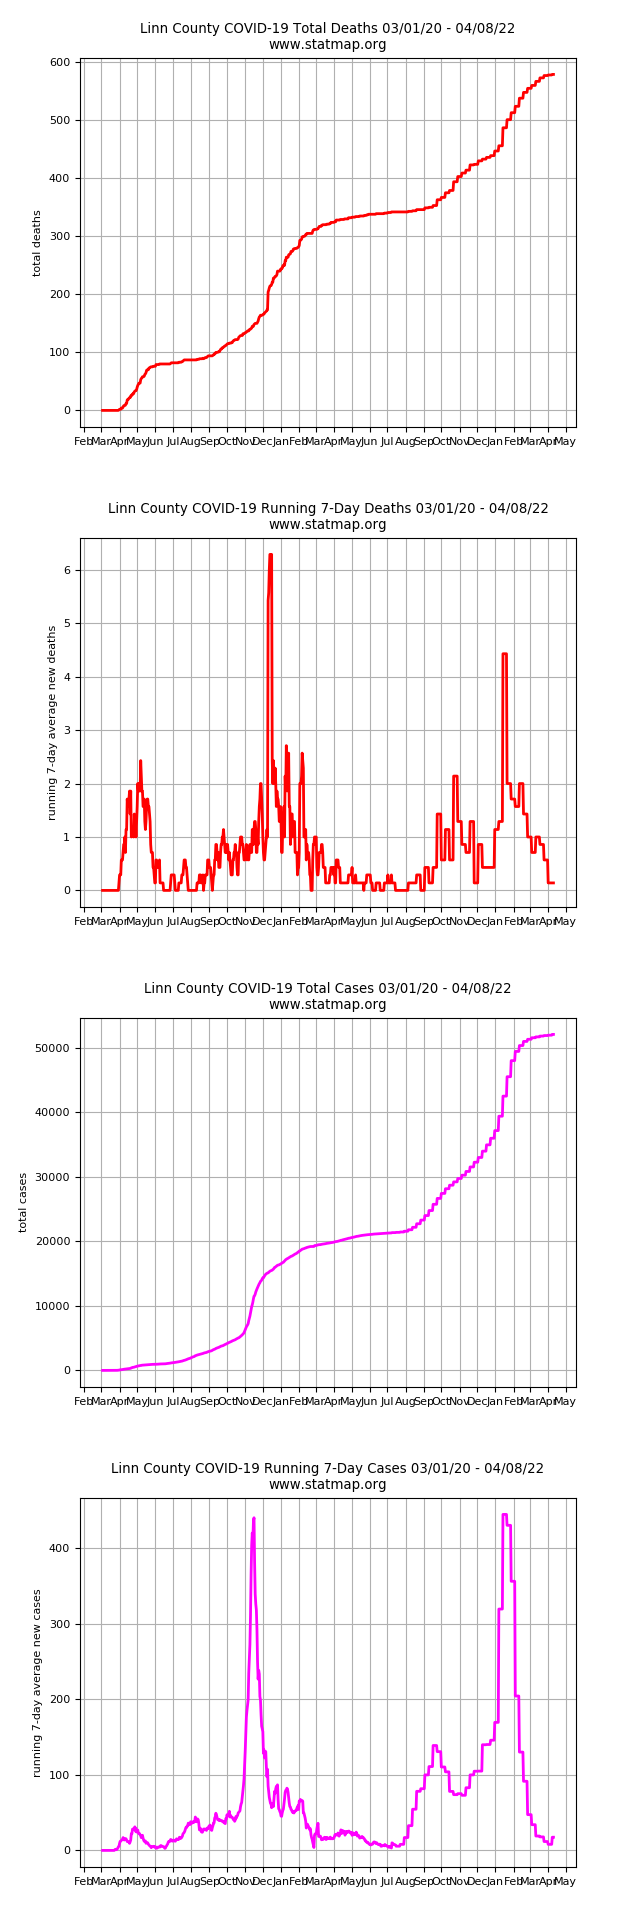 Linn County COVID-19 Total Deaths 03/01/20 - 04/08/22
www.statmap.org
600
500
400
300
200
100
0
total deaths
Feb Mar Apr May Jun Jul Aug Sep Oct Nov Dec Jan Feb Mar Apr May Jun Jul Aug Sep Oct Nov Dec Jan Feb Mar Apr May
Linn County COVID-19 Running 7-Day Deaths 03/01/20 - 04/08/22
www.statmap.org
6
5
4
3
2
1
0
running 7-day average new deaths
Feb Mar Apr May Jun Jul Aug Sep Oct Nov Dec Jan Feb Mar Apr May Jun Jul Aug Sep Oct Nov Dec Jan Feb Mar Apr May
Linn County COVID-19 Total Cases 03/01/20 - 04/08/22
www.statmap.org
50000
40000
30000
20000
10000
0
total cases
Feb Mar Apr May Jun Jul Aug Sep Oct Nov Dec Jan Feb Mar Apr May Jun Jul Aug Sep Oct Nov Dec Jan Feb Mar Apr May
Linn County COVID-19 Running 7-Day Cases 03/01/20 - 04/08/22
www.statmap.org
400
300
200
100
0
running 7-day average new cases
Feb Mar Apr May Jun Jul Aug Sep Oct Nov Dec Jan Feb Mar Apr May Jun Jul Aug Sep Oct Nov Dec Jan Feb Mar Apr May